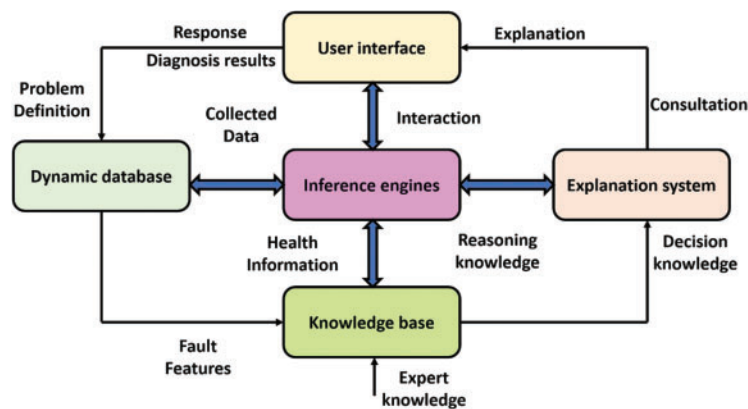 Response
Diagnosis results
User interface
Explanation
Problem
Definition
Collected
Data
Interaction
Consultation
Dynamic database
Inference engines
Explanation system
Health
Information
Reasoning
knowledge
Decision
knowledge
Knowledge base
Fault
Features
Expert
knowledge